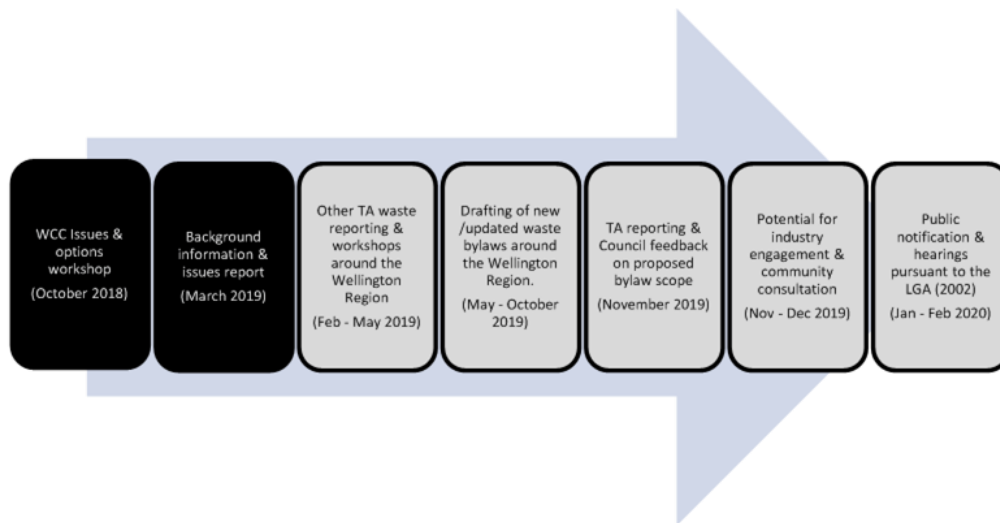 WCC Issues &
options
workshop
(October 2018)
Background
information &
issues report
(March 2019)
Other TA waste
reporting &
workshops
around the
Wellington
Region
(Feb - May 2019)
Drafting of new
/updated waste
bylaws around
the Wellington
Region.
(May - October
2019)
TA reporting &
Council feedback
on proposed
bylaw scope
(November 2019)
Potential for
industry
engagement &
community
consultation
(Nov - Dec 2019)
Public
notification &
hearings
pursuant to the
LGA (2002)
(Jan - Feb 2020)